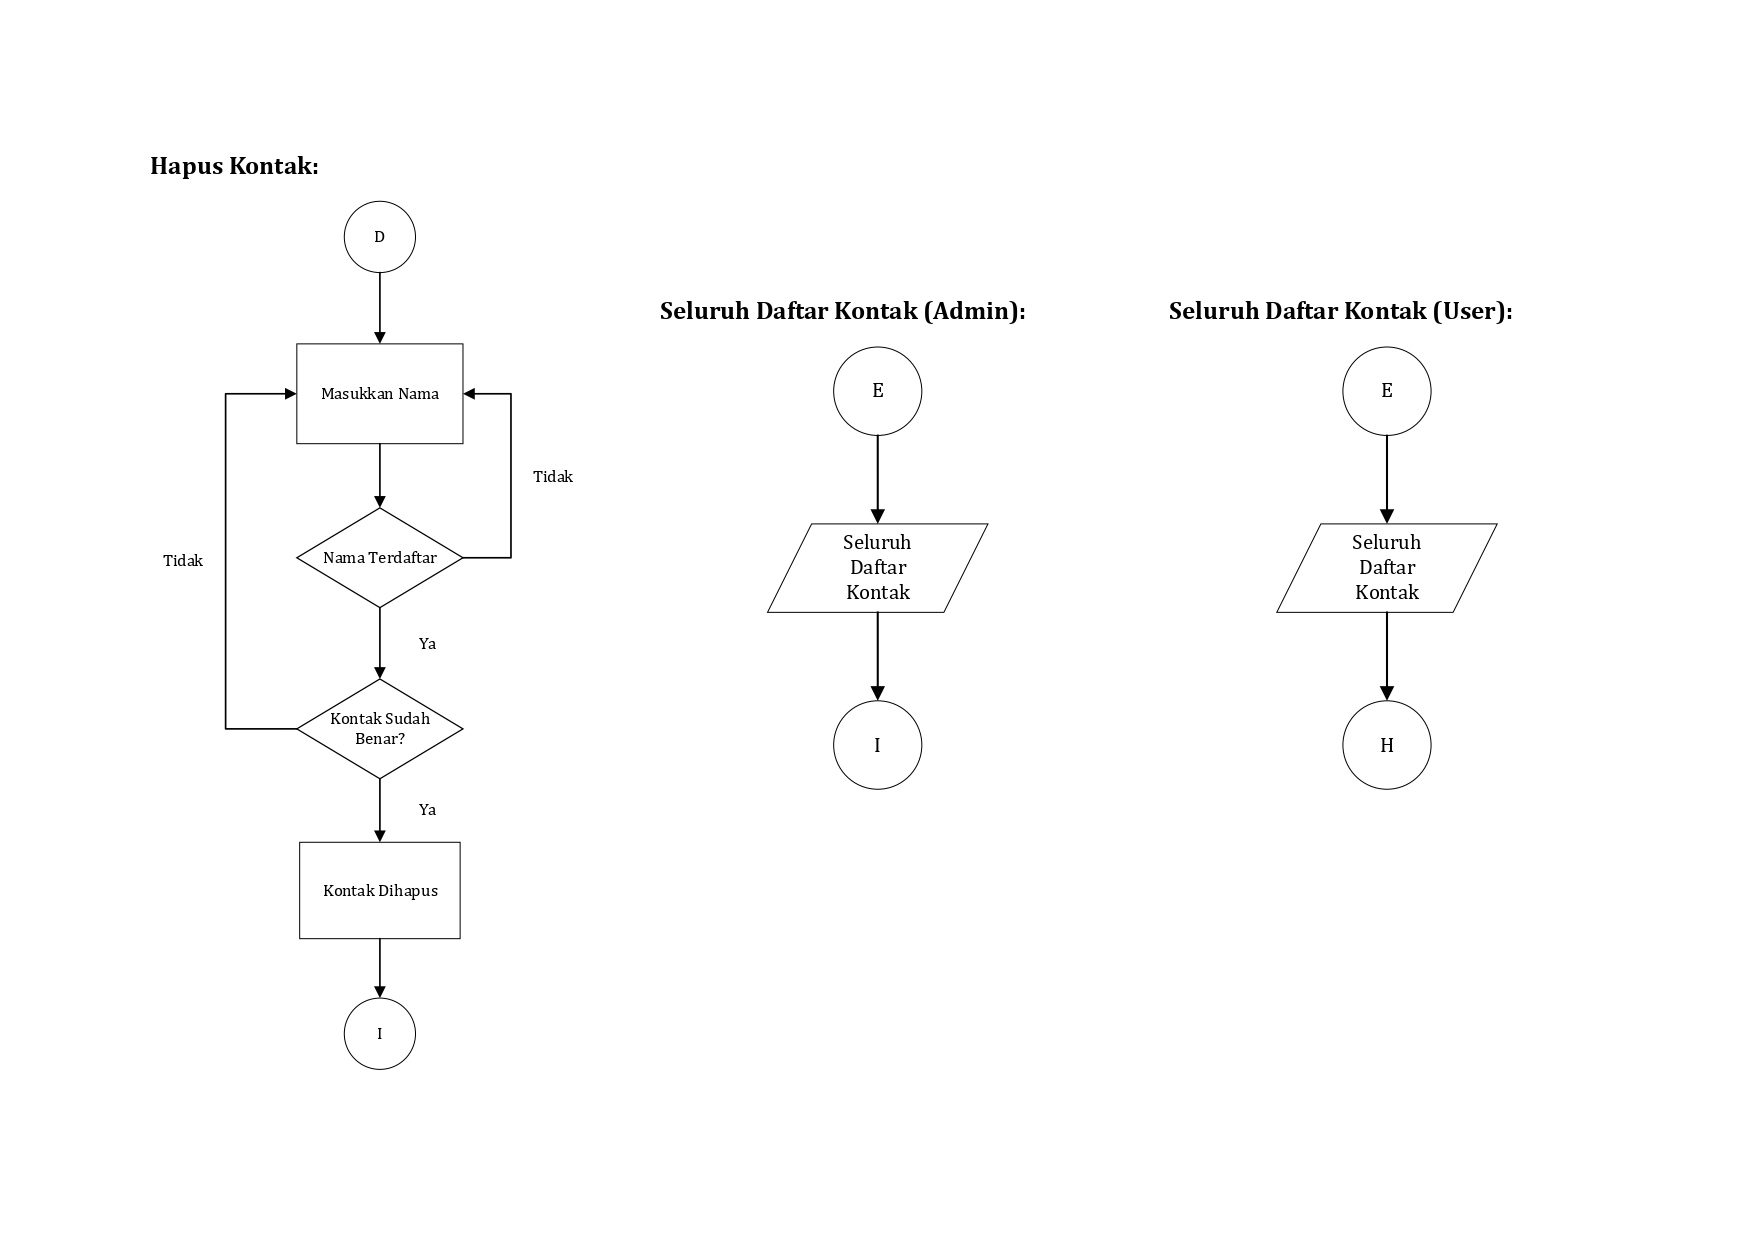 Hapus Kontak:
D
Masukkan Nama
Tidak
Nama Terdaftar
Tidak
Ya
Kontak Sudah
Benar?
Ya
Kontak Dihapus
I
Seluruh Daftar Kontak (Admin):
E
Seluruh
Daftar
Kontak
I
Seluruh Daftar Kontak (User):
E
Seluruh
Daftar
Kontak
H